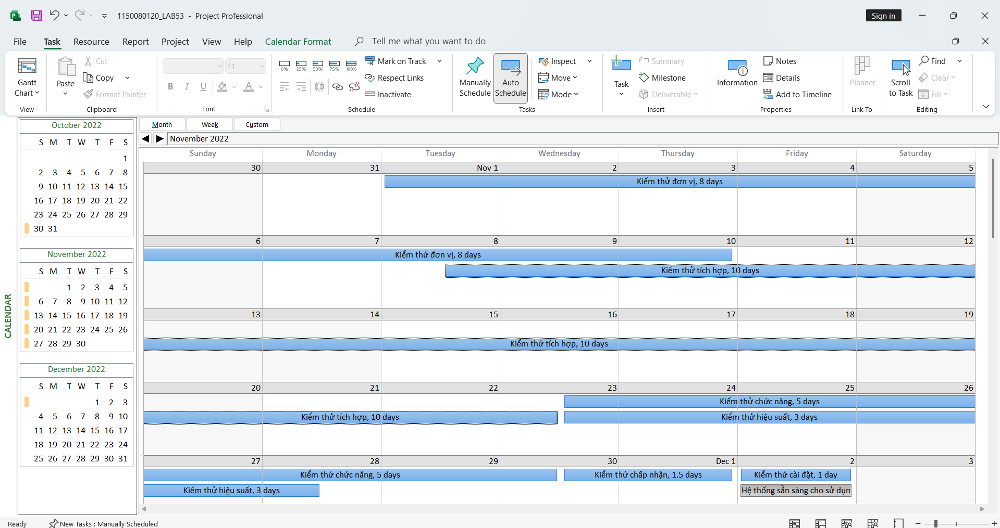 1150080120_LAB53 - Project Professional
Sign in
File Task Resource Report Project View Help Calendar Format Tell me what you want to do
Gantt Chart
View
Paste
Cut
Copy
Format Painter
Clipboard
11
B I U A
Font
0% 25% 50% 75% 100%
Mark on Track
Respect Links
Inactivate
Schedule
Manually Schedule
Auto Schedule
Inspect
Move
Mode
Tasks
Task
Summary
Milestone
Deliverable
Insert
Information
Notes
Details
Add to Timeline
Properties
Planner
Link To
Scroll to Task
Find
Clear
Fill
Editing
CALENDAR
October 2022
S M T W T F S
1
2 3 4 5 6 7 8
9 10 11 12 13 14 15
16 17 18 19 20 21 22
23 24 25 26 27 28 29
30 31
November 2022
S M T W T F S
1 2 3 4 5
6 7 8 9 10 11 12
13 14 15 16 17 18 19
20 21 22 23 24 25 26
27 28 29 30
December 2022
S M T W T F S
1 2 3
4 5 6 7 8 9 10
11 12 13 14 15 16 17
18 19 20 21 22 23 24
25 26 27 28 29 30 31
Month Week Custom
November 2022
Sunday Monday Tuesday Wednesday Thursday Friday Saturday
30 31 Nov 1 2 3 4 5
Kiểm thử đơn vị, 8 days
6 7 8 9 10 11 12
Kiểm thử đơn vị, 8 days
Kiểm thử tích hợp, 10 days
13 14 15 16 17 18 19
Kiểm thử tích hợp, 10 days
20 21 22 23 24 25 26
Kiểm thử chức năng, 5 days
Kiểm thử tích hợp, 10 days Kiểm thử hiệu suất, 3 days
27 28 29 30 Dec 1 2 3
Kiểm thử chức năng, 5 days Kiểm thử chấp nhận, 1.5 days Kiểm thử cài đặt, 1 day
Kiểm thử hiệu suất, 3 days Hệ thống sẵn sàng cho sử dụn
Ready New Tasks : Manually Scheduled